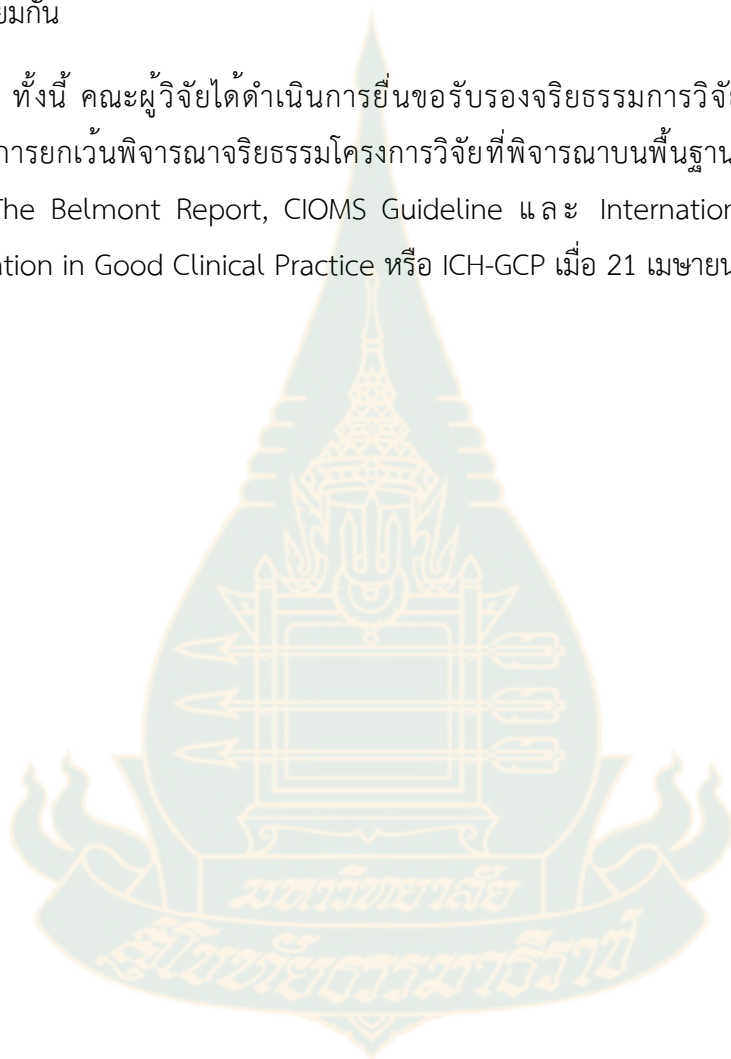 ยมกัน
ทั้งนี้ คณะผู้วิจัยได้ดำเนินการยื่นขอรับรองจริยธรรมการวิจัย
การยกเว้นพิจารณาจริยธรรมโครงการวิจัยที่พิจารณาบนพื้นฐาน
The Belmont Report, CIOMS Guideline และ Internation
ation in Good Clinical Practice หรือ ICH-GCP เมื่อ 21 เมษายน
มหาวิทยาลัย
สุโขทัยธรรมาธิราช